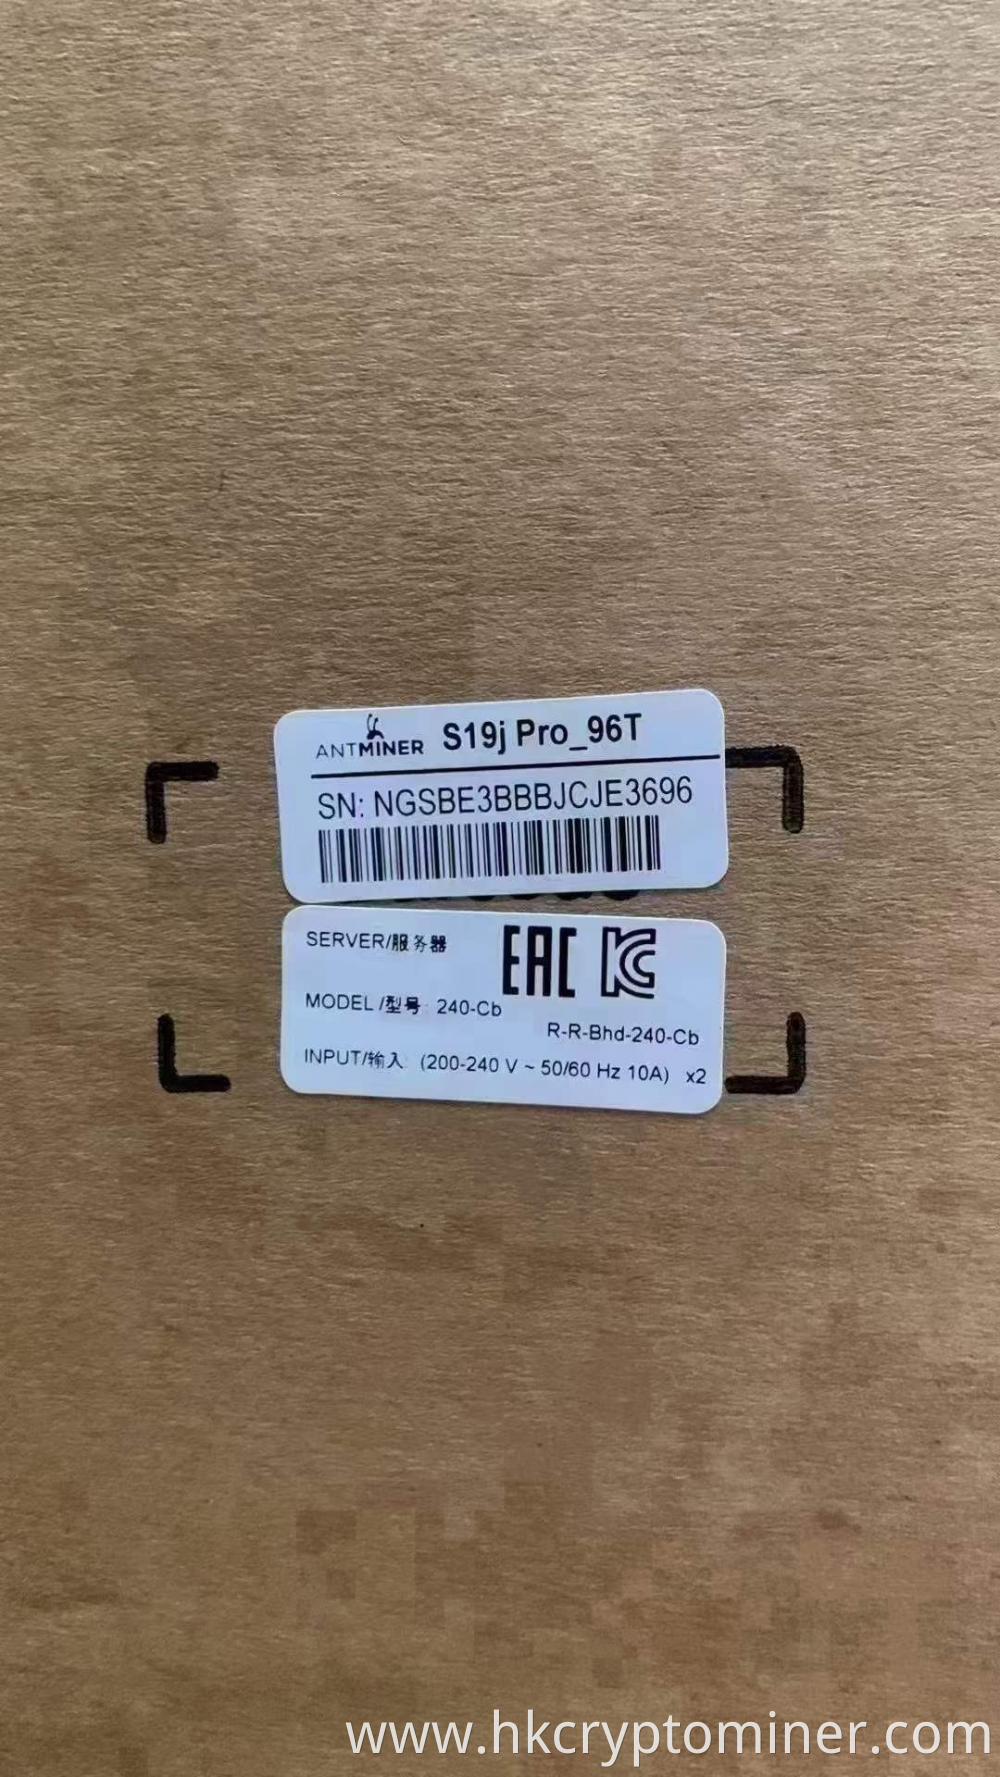 ANTMINER S19j Pro_96T
SN: NGSBE3BBBJCJE3696
SERVER/服务器
EAC
MODEL/型号: 240-Cb
R-R-Bhd-240-Cb
INPUT/输入: (200-240 V ~ 50/60 Hz 10A) x2
www.hkcryptominer.com